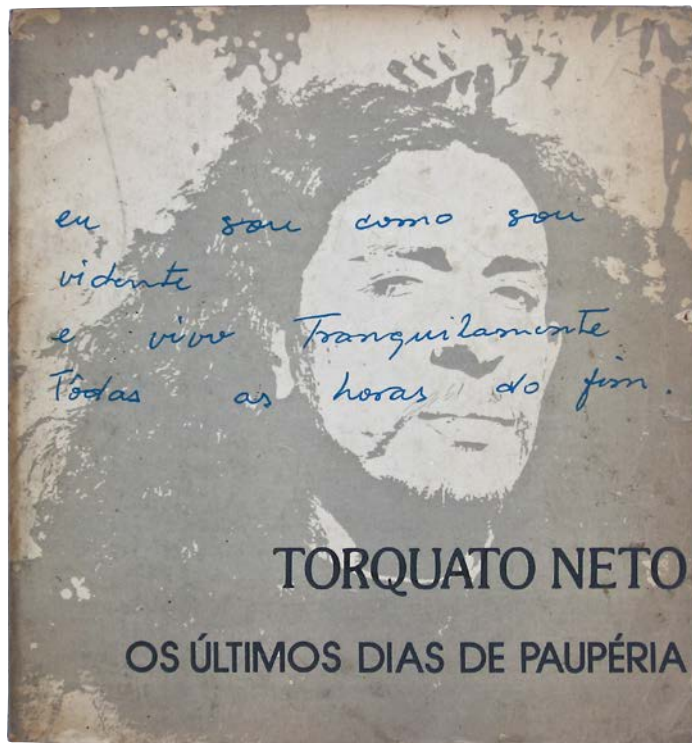 eu sou como sou
vidente
e vivo Tranquilamente
Tôdas as horas do fim.
TORQUATO NETO
OS ÚLTIMOS DIAS DE PAUPÉRIA